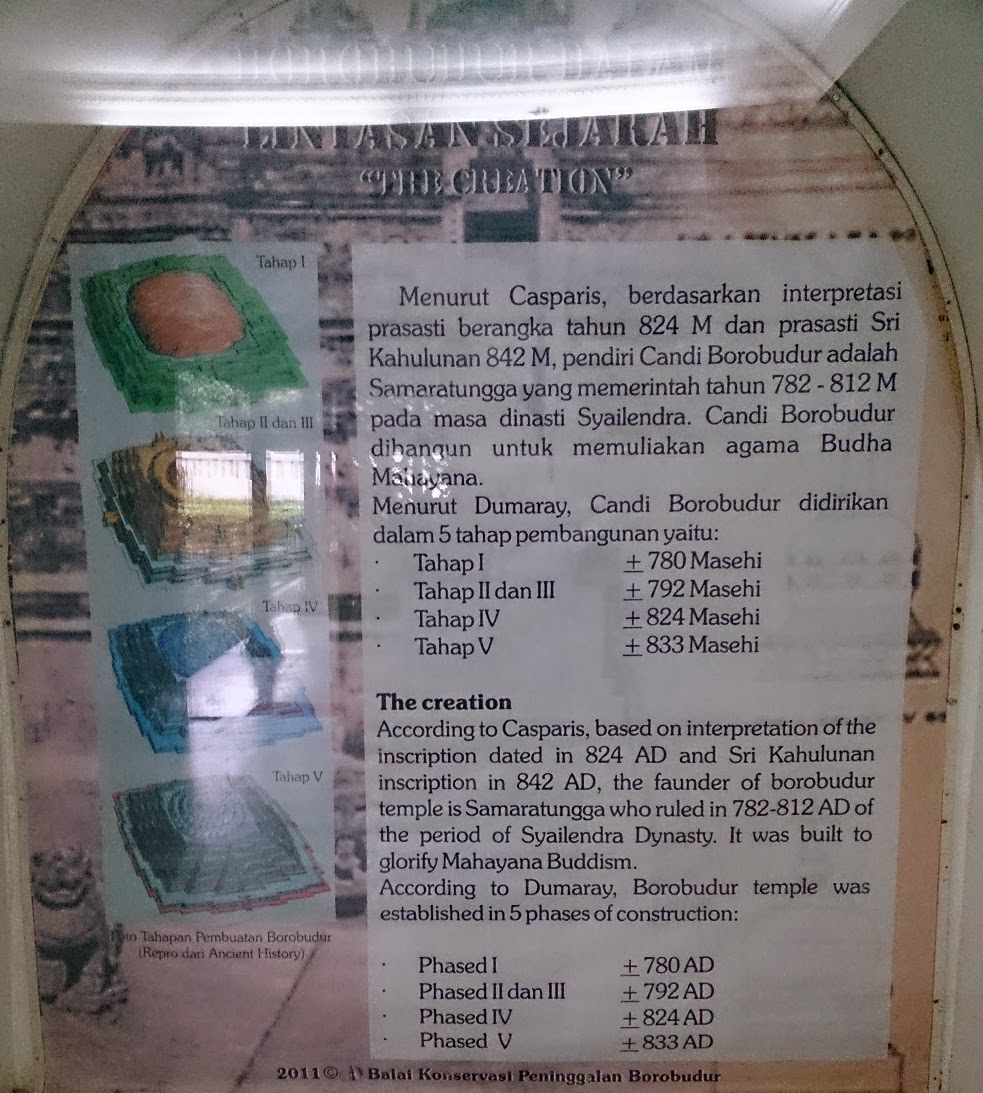 BOROBUDUR DALAM
LINTASAN SEJARAH
"THE CREATION"
Tahap I
Tahap II dan III
Tahap IV
Tahap V
Foto Tahapan Pembuatan Borobudur
(Repro dari Ancient History)
Menurut Casparis, berdasarkan interpretasi
prasasti berangka tahun 824 M dan prasasti Sri
Kahulunan 842 M, pendiri Candi Borobudur adalah
Samaratungga yang memerintah tahun 782 - 812 M
pada masa dinasti Syailendra. Candi Borobudur
dibangun untuk memuliakan agama Budha
Mahayana.
Menurut Dumaray, Candi Borobudur didirikan
dalam 5 tahap pembangunan yaitu:
· Tahap I ± 780 Masehi
· Tahap II dan III ± 792 Masehi
· Tahap IV ± 824 Masehi
· Tahap V ± 833 Masehi
The creation
According to Casparis, based on interpretation of the
inscription dated in 824 AD and Sri Kahulunan
inscription in 842 AD, the faunder of borobudur
temple is Samaratungga who ruled in 782-812 AD of
the period of Syailendra Dynasty. It was built to
glorify Mahayana Buddism.
According to Dumaray, Borobudur temple was
established in 5 phases of construction:
· Phased I ± 780 AD
· Phased II dan III ± 792 AD
· Phased IV ± 824 AD
· Phased V ± 833 AD
2011© Balai Konservasi Peninggalan Borobudur